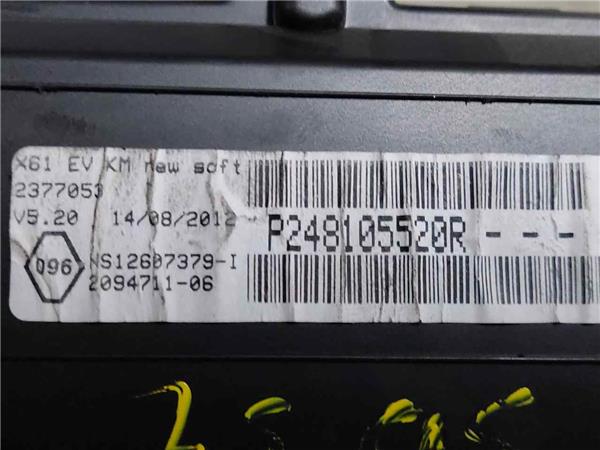 X61 EV KM new soft
2377053
V5.20 14/08/2012
P248105520R - - -
096
NS12607379-I
2094711-06